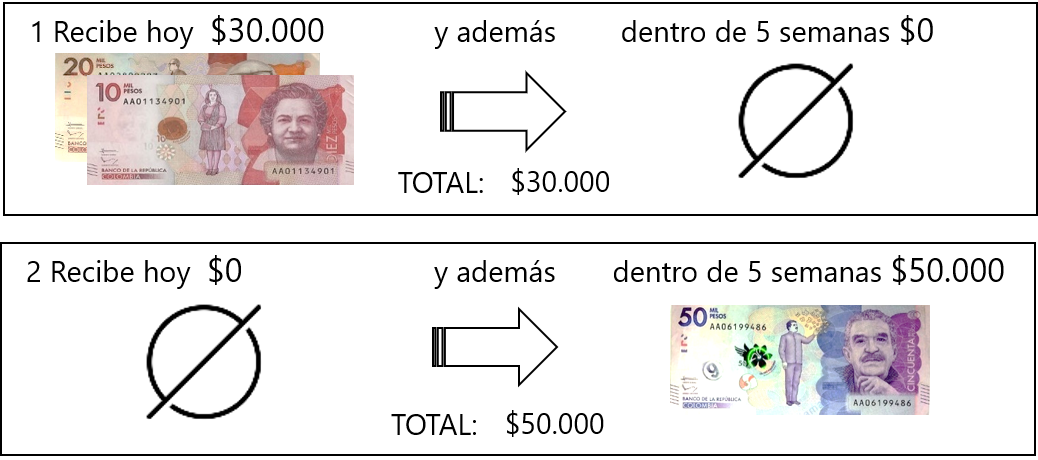 1 Recibe hoy $30.000 y además dentro de 5 semanas $0
20 MIL PESOS
10 MIL PESOS
AA01134901
DIEZ
BANCO DE LA REPÚBLICA
COLOMBIA
AA01134901
TOTAL: $30.000
2 Recibe hoy $0 y además dentro de 5 semanas $50.000
50 MIL PESOS
AA06199486
CINCUENTA
BANCO DE LA REPÚBLICA
COLOMBIA
AA06199486
TOTAL: $50.000